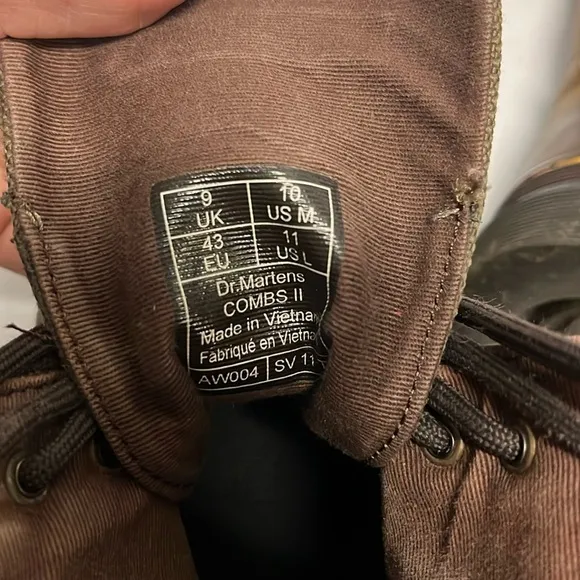 9 10
UK US M
43 11
EU US L
Dr.Martens
COMBS II
Made in Vietnam
Fabriqué en Vietnam
AW004 SV 11